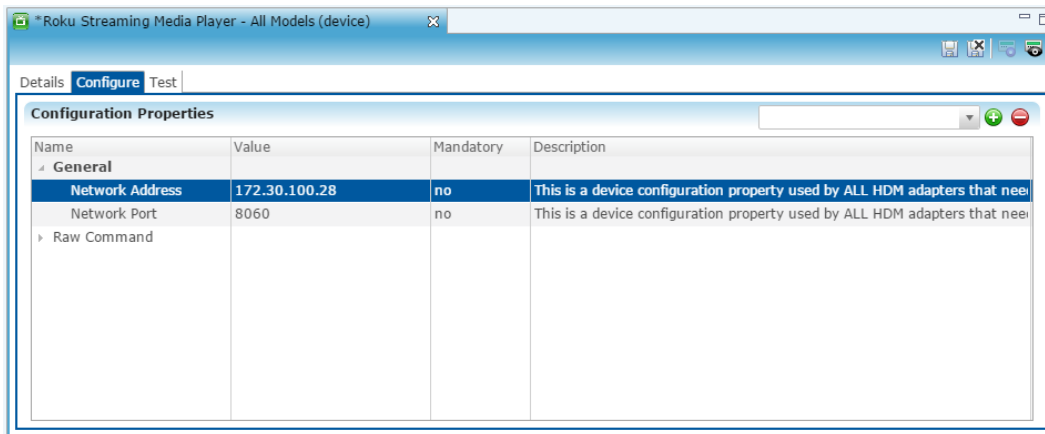 *Roku Streaming Media Player - All Models (device)
Details Configure Test
Configuration Properties
Name Value Mandatory Description
General
Network Address 172.30.100.28 no This is a device configuration property used by ALL HDM adapters that need
Network Port 8060 no This is a device configuration property used by ALL HDM adapters that need
Raw Command